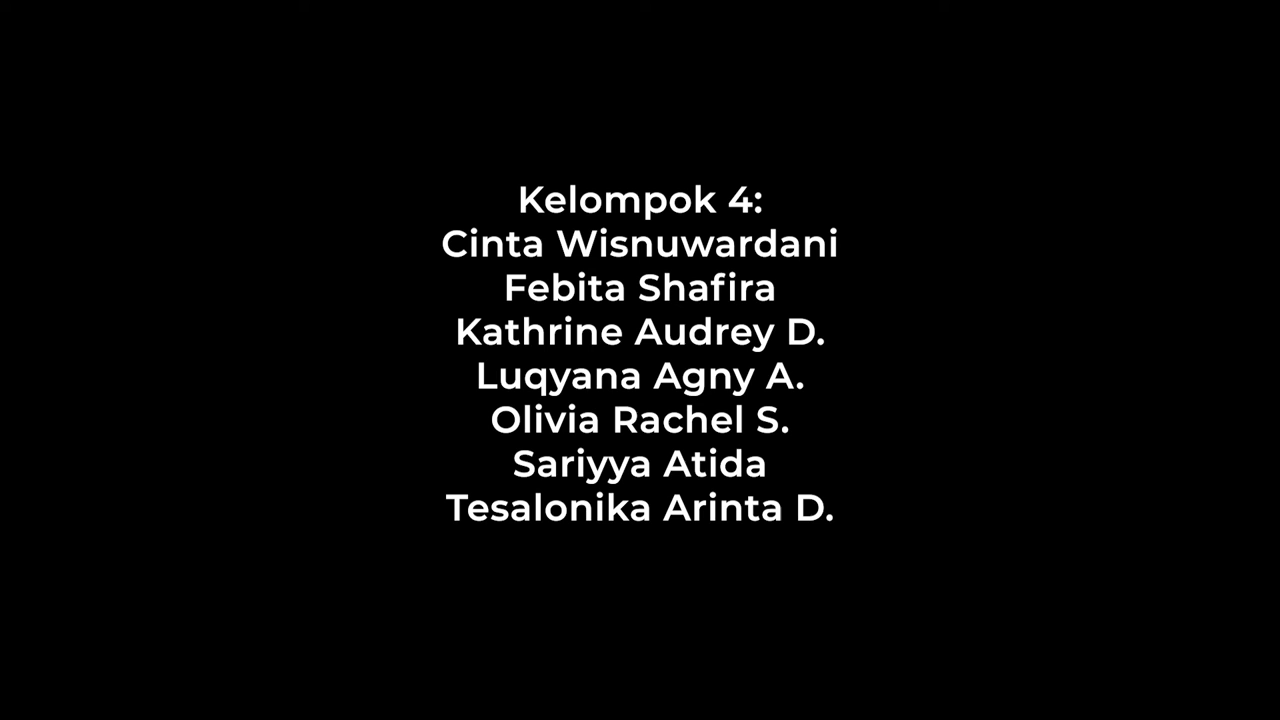 Kelompok 4:
Cinta Wisnuwardani
Febita Shafira
Kathrine Audrey D.
Luqyana Agny A.
Olivia Rachel S.
Sariyya Atida
Tesalonika Arinta D.